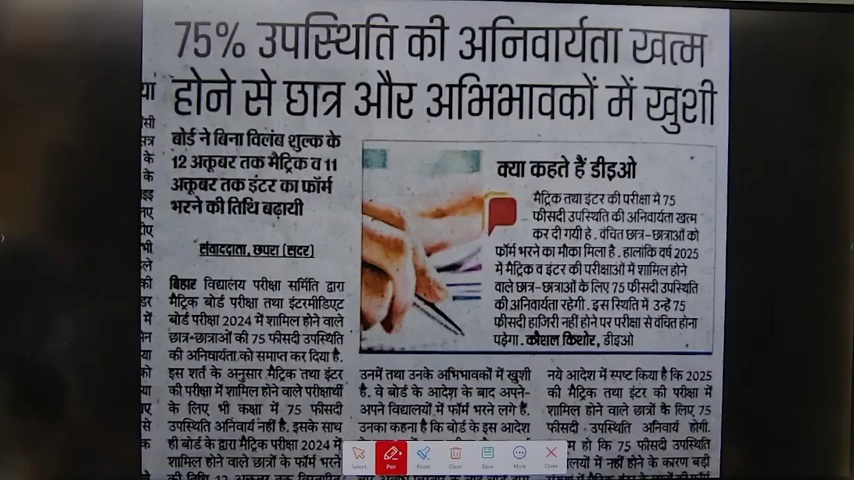 75% उपस्थिति की अनिवार्यता खत्म
होने से छात्र और अभिभावकों में खुशी
बोर्ड ने बिना विलंब शुल्क के
12 अक्तूबर तक मैट्रिक व 11
अक्तूबर तक इंटर का फॉर्म
भरने की तिथि बढ़ायी
संवाददाता, छपरा (सदर)
बिहार विद्यालय परीक्षा समिति द्वारा
मैट्रिक बोर्ड परीक्षा तथा इंटरमीडिएट
बोर्ड परीक्षा 2024 में शामिल होने वाले
छात्र-छात्राओं की 75 फीसदी उपस्थिति
की अनिवार्यता को समाप्त कर दिया है.
इस शर्त के अनुसार मैट्रिक तथा इंटर
की परीक्षा में शामिल होने वाले परीक्षार्थी
के लिए भी कक्षा में 75 फीसदी
उपस्थिति अनिवार्य नहीं है. इसके साथ
ही बोर्ड के द्वारा मैट्रिक परीक्षा 2024 में
शामिल होने वाले छात्रों के फॉर्म भरने
की तिथि 12 अक्तूबर तक
क्या कहते हैं डीइओ
मैट्रिक तथा इंटर की परीक्षा में 75
फीसदी उपस्थिति की अनिवार्यता खत्म
कर दी गयी है. वंचित छात्र-छात्राओं को
फॉर्म भरने का मौका मिला है. हालांकि वर्ष 2025
में मैट्रिक व इंटर की परीक्षाओं में शामिल होने
वाले छात्र-छात्राओं के लिए 75 फीसदी उपस्थिति
की अनिवार्यता रहेगी. इस स्थिति में उन्हें 75
फीसदी हाजिरी नहीं होने पर परीक्षा से वंचित होना
पड़ेगा. कौशल किशोर, डीइओ
उनमें तथा उनके अभिभावकों में खुशी
है. वे बोर्ड के आदेश के बाद अपने-
अपने विद्यालयों में फॉर्म भरने लगे हैं.
उनका कहना है कि बोर्ड के इस आदेश
नये आदेश में स्पष्ट किया है कि 2025
की मैट्रिक तथा इंटर की परीक्षा में
शामिल होने वाले छात्रों के लिए 75
फीसदी उपस्थिति अनिवार्य होगी.
हो कि 75 फीसदी उपस्थिति
में नहीं होने के कारण बड़ी
Select
Pen
Brush
Clear
Save
More
Close